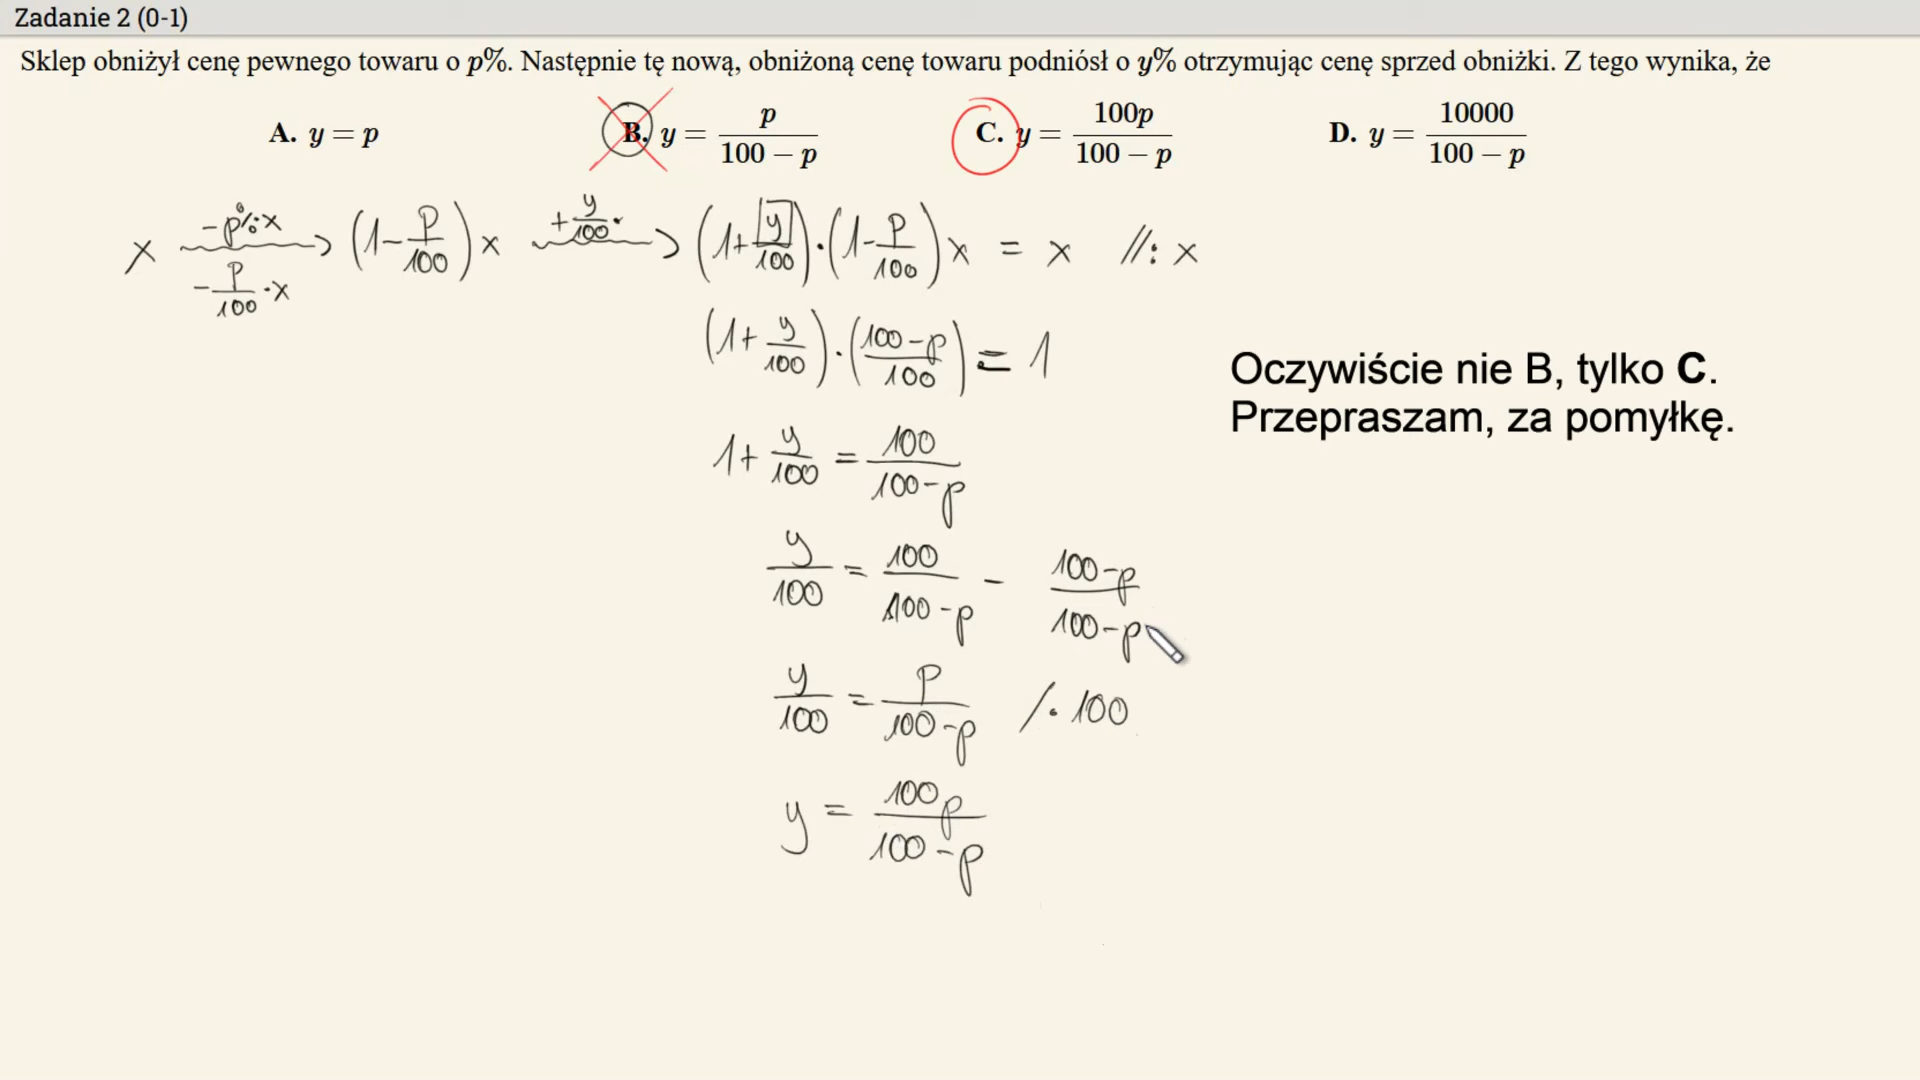 Zadanie 2 (0-1)
Sklep obniżył cenę pewnego towaru o p%. Następnie tę nową, obniżoną cenę towaru podniósł o y% otrzymując cenę sprzed obniżki. Z tego wynika, że
A. y = p B. y = p/(100 − p) C. y = 100p/(100 − p) D. y = 10000/(100 − p)
x -p%·x -p/100·x → (1-p/100)x +y/100· → (1+y/100)·(1-p/100)x = x //: x
(1+y/100)·((100-p)/100) = 1
Oczywiście nie B, tylko C.
Przepraszam, za pomyłkę.
1+y/100 = 100/(100-p)
y/100 = 100/(100-p) - (100-p)/(100-p)
y/100 = p/(100-p) /·100
y = 100p/(100-p)